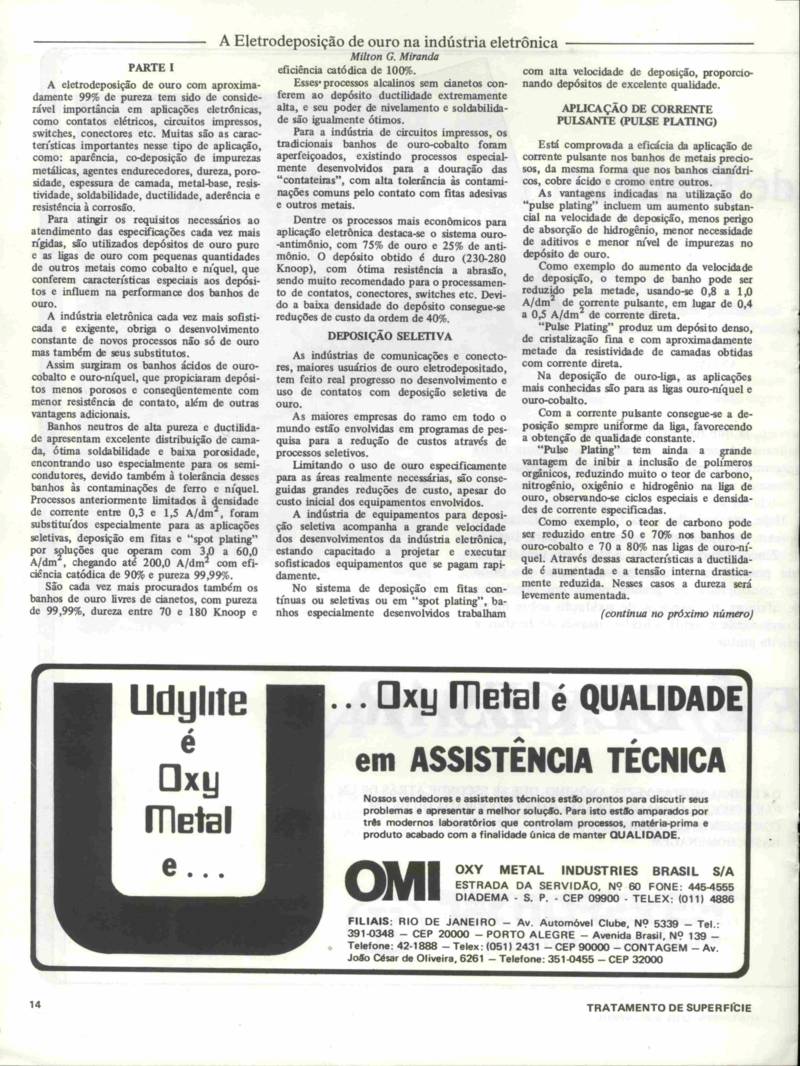 A Eletrodeposição de ouro na indústria eletrônica
Milton G. Miranda
PARTE I
A eletrodeposição de ouro com aproxima-
damente 99% de pureza tem sido de conside-
rável importância em aplicações eletrônicas,
como contatos elétricos, circuitos impressos,
switches, conectores etc. Muitas são as carac-
terísticas importantes nesse tipo de aplicação,
como: aparência, co-deposição de impurezas
metálicas, agentes endurecedores, dureza, poro-
sidade, espessura de camada, metal-base, resis-
tividade, soldabilidade, ductilidade, aderência e
resistência à corrosão.
Para atingir os requisitos necessários ao
atendimento das especificações cada vez mais
rígidas, são utilizados depósitos de ouro puro
e as ligas de ouro com pequenas quantidades
de outros metais como cobalto e níquel, que
conferem características especiais aos depósi-
tos e influem na performance dos banhos de
ouro.
A indústria eletrônica cada vez mais sofisti-
cada e exigente, obriga o desenvolvimento
constante de novos processos não só de ouro
mas também de seus substitutos.
Assim surgiram os banhos ácidos de ouro-
cobalto e ouro-níquel, que propiciaram depósi-
tos menos porosos e conseqüentemente com
menor resistência de contato, além de outras
vantagens adicionais.
Banhos neutros de alta pureza e ductilida-
de apresentam excelente distribuição de cama-
da, ótima soldabilidade e baixa porosidade,
encontrando uso especialmente para os semi-
condutores, devido também à tolerância desses
banhos às contaminações de ferro e níquel.
Processos anteriormente limitados à densidade
de corrente entre 0,3 e 1,5 A/dm², foram
substituídos especialmente para as aplicações
seletivas, deposição em fitas e "spot plating"
por soluções que operam com 3,0 a 60,0
A/dm², chegando até 200,0 A/dm² com efi-
ciência catódica de 90% e pureza 99,99%.
São cada vez mais procurados também os
banhos de ouro livres de cianetos, com pureza
de 99,99%, dureza entre 70 e 180 Knoop e
eficiência catódica de 100%.
Esses processos alcalinos sem cianetos con-
ferem ao depósito ductilidade extremamente
alta, e seu poder de nivelamento e soldabilida-
de são igualmente ótimos.
Para a indústria de circuitos impressos, os
tradicionais banhos de ouro-cobalto foram
aperfeiçoados, existindo processos especial-
mente desenvolvidos para a douração das
"contateiras", com alta tolerância às contami-
nações comuns pelo contato com fitas adesivas
e outros metais.
Dentre os processos mais econômicos para
aplicação eletrônica destaca-se o sistema ouro-
-antimônio, com 75% de ouro e 25% de anti-
mônio. O depósito obtido é duro (230-280
Knoop), com ótima resistência a abrasão,
sendo muito recomendado para o processamen-
to de contatos, conectores, switches etc. Devi-
do a baixa densidade do depósito consegue-se
reduções de custo da ordem de 40%.
DEPOSIÇÃO SELETIVA
As indústrias de comunicações e conecto-
res, maiores usuários de ouro eletrodepositado,
tem feito real progresso no desenvolvimento e
uso de contatos com deposição seletiva de
ouro.
As maiores empresas do ramo em todo o
mundo estão envolvidas em programas de pes-
quisa para a redução de custos através de
processos seletivos.
Limitando o uso de ouro especificamente
para as áreas realmente necessárias, são conse-
guidas grandes reduções de custo, apesar do
custo inicial dos equipamentos envolvidos.
A indústria de equipamentos para deposi-
ção seletiva acompanha a grande velocidade
dos desenvolvimentos da indústria eletrônica,
estando capacitado a projetar e executar
sofisticados equipamentos que se pagam rapi-
damente.
No sistema de deposição em fitas con-
tínuas ou seletivas ou em "spot plating", ba-
nhos especialmente desenvolvidos trabalham
com alta velocidade de deposição, proporcio-
nando depósitos de excelente qualidade.
APLICAÇÃO DE CORRENTE
PULSANTE (PULSE PLATING)
Está comprovada a eficácia da aplicação de
corrente pulsante nos banhos de metais precio-
sos, da mesma forma que nos banhos cianídri-
cos, cobre ácido e cromo entre outros.
As vantagens indicadas na utilização do
"pulse plating" incluem um aumento substan-
cial na velocidade de deposição, menos perigo
de absorção de hidrogênio, menor necessidade
de aditivos e menor nível de impurezas no
depósito de ouro.
Como exemplo do aumento da velocidade
de deposição, o tempo de banho pode ser
reduzido pela metade, usando-se 0,8 a 1,0
A/dm² de corrente pulsante, em lugar de 0,4
a 0,5 A/dm² de corrente direta.
"Pulse Plating" produz um depósito denso,
de cristalização fina e com aproximadamente
metade da resistividade de camadas obtidas
com corrente direta.
Na deposição de ouro-liga, as aplicações
mais conhecidas são para as ligas ouro-níquel e
ouro-cobalto.
Com a corrente pulsante consegue-se a de-
posição sempre uniforme da liga, favorecendo
a obtenção de qualidade constante.
"Pulse Plating" tem ainda a grande
vantagem de inibir a inclusão de polímeros
orgânicos, reduzindo muito o teor de carbono,
nitrogênio, oxigênio e hidrogênio na liga de
ouro, observando-se ciclos especiais e densida-
des de corrente especificadas.
Como exemplo, o teor de carbono pode
ser reduzido entre 50 e 70% nos banhos de
ouro-cobalto e 70 a 80% nas ligas de ouro-ní-
quel. Através dessas características a ductilida-
de é aumentada e a tensão interna drastica-
mente reduzida. Nesses casos a dureza será
levemente aumentada.
(continua no próximo número)
Udylite
é
Oxy
Metal
e...
... Oxy Metal é QUALIDADE
em ASSISTÊNCIA TÉCNICA
Nossos vendedores e assistentes técnicos estão prontos para discutir seus
problemas e apresentar a melhor solução. Para isto estão amparados por
três modernos laboratórios que controlam processos, matéria-prima e
produto acabado com a finalidade única de manter QUALIDADE.
OMI
OXY METAL INDUSTRIES BRASIL S/A
ESTRADA DA SERVIDÃO, Nº 60 FONE: 445-4555
DIADEMA - S. P. - CEP 09900 - TELEX: (011) 4886
FILIAIS: RIO DE JANEIRO — Av. Automóvel Clube, Nº 5339 — Tel.:
391-0348 — CEP 20000 — PORTO ALEGRE — Avenida Brasil, Nº 139 —
Telefone: 42-1888 — Telex: (051) 2431 — CEP 90000 — CONTAGEM — Av.
João César de Oliveira, 6261 — Telefone: 351-0455 — CEP 32000
14
TRATAMENTO DE SUPERFÍCIE